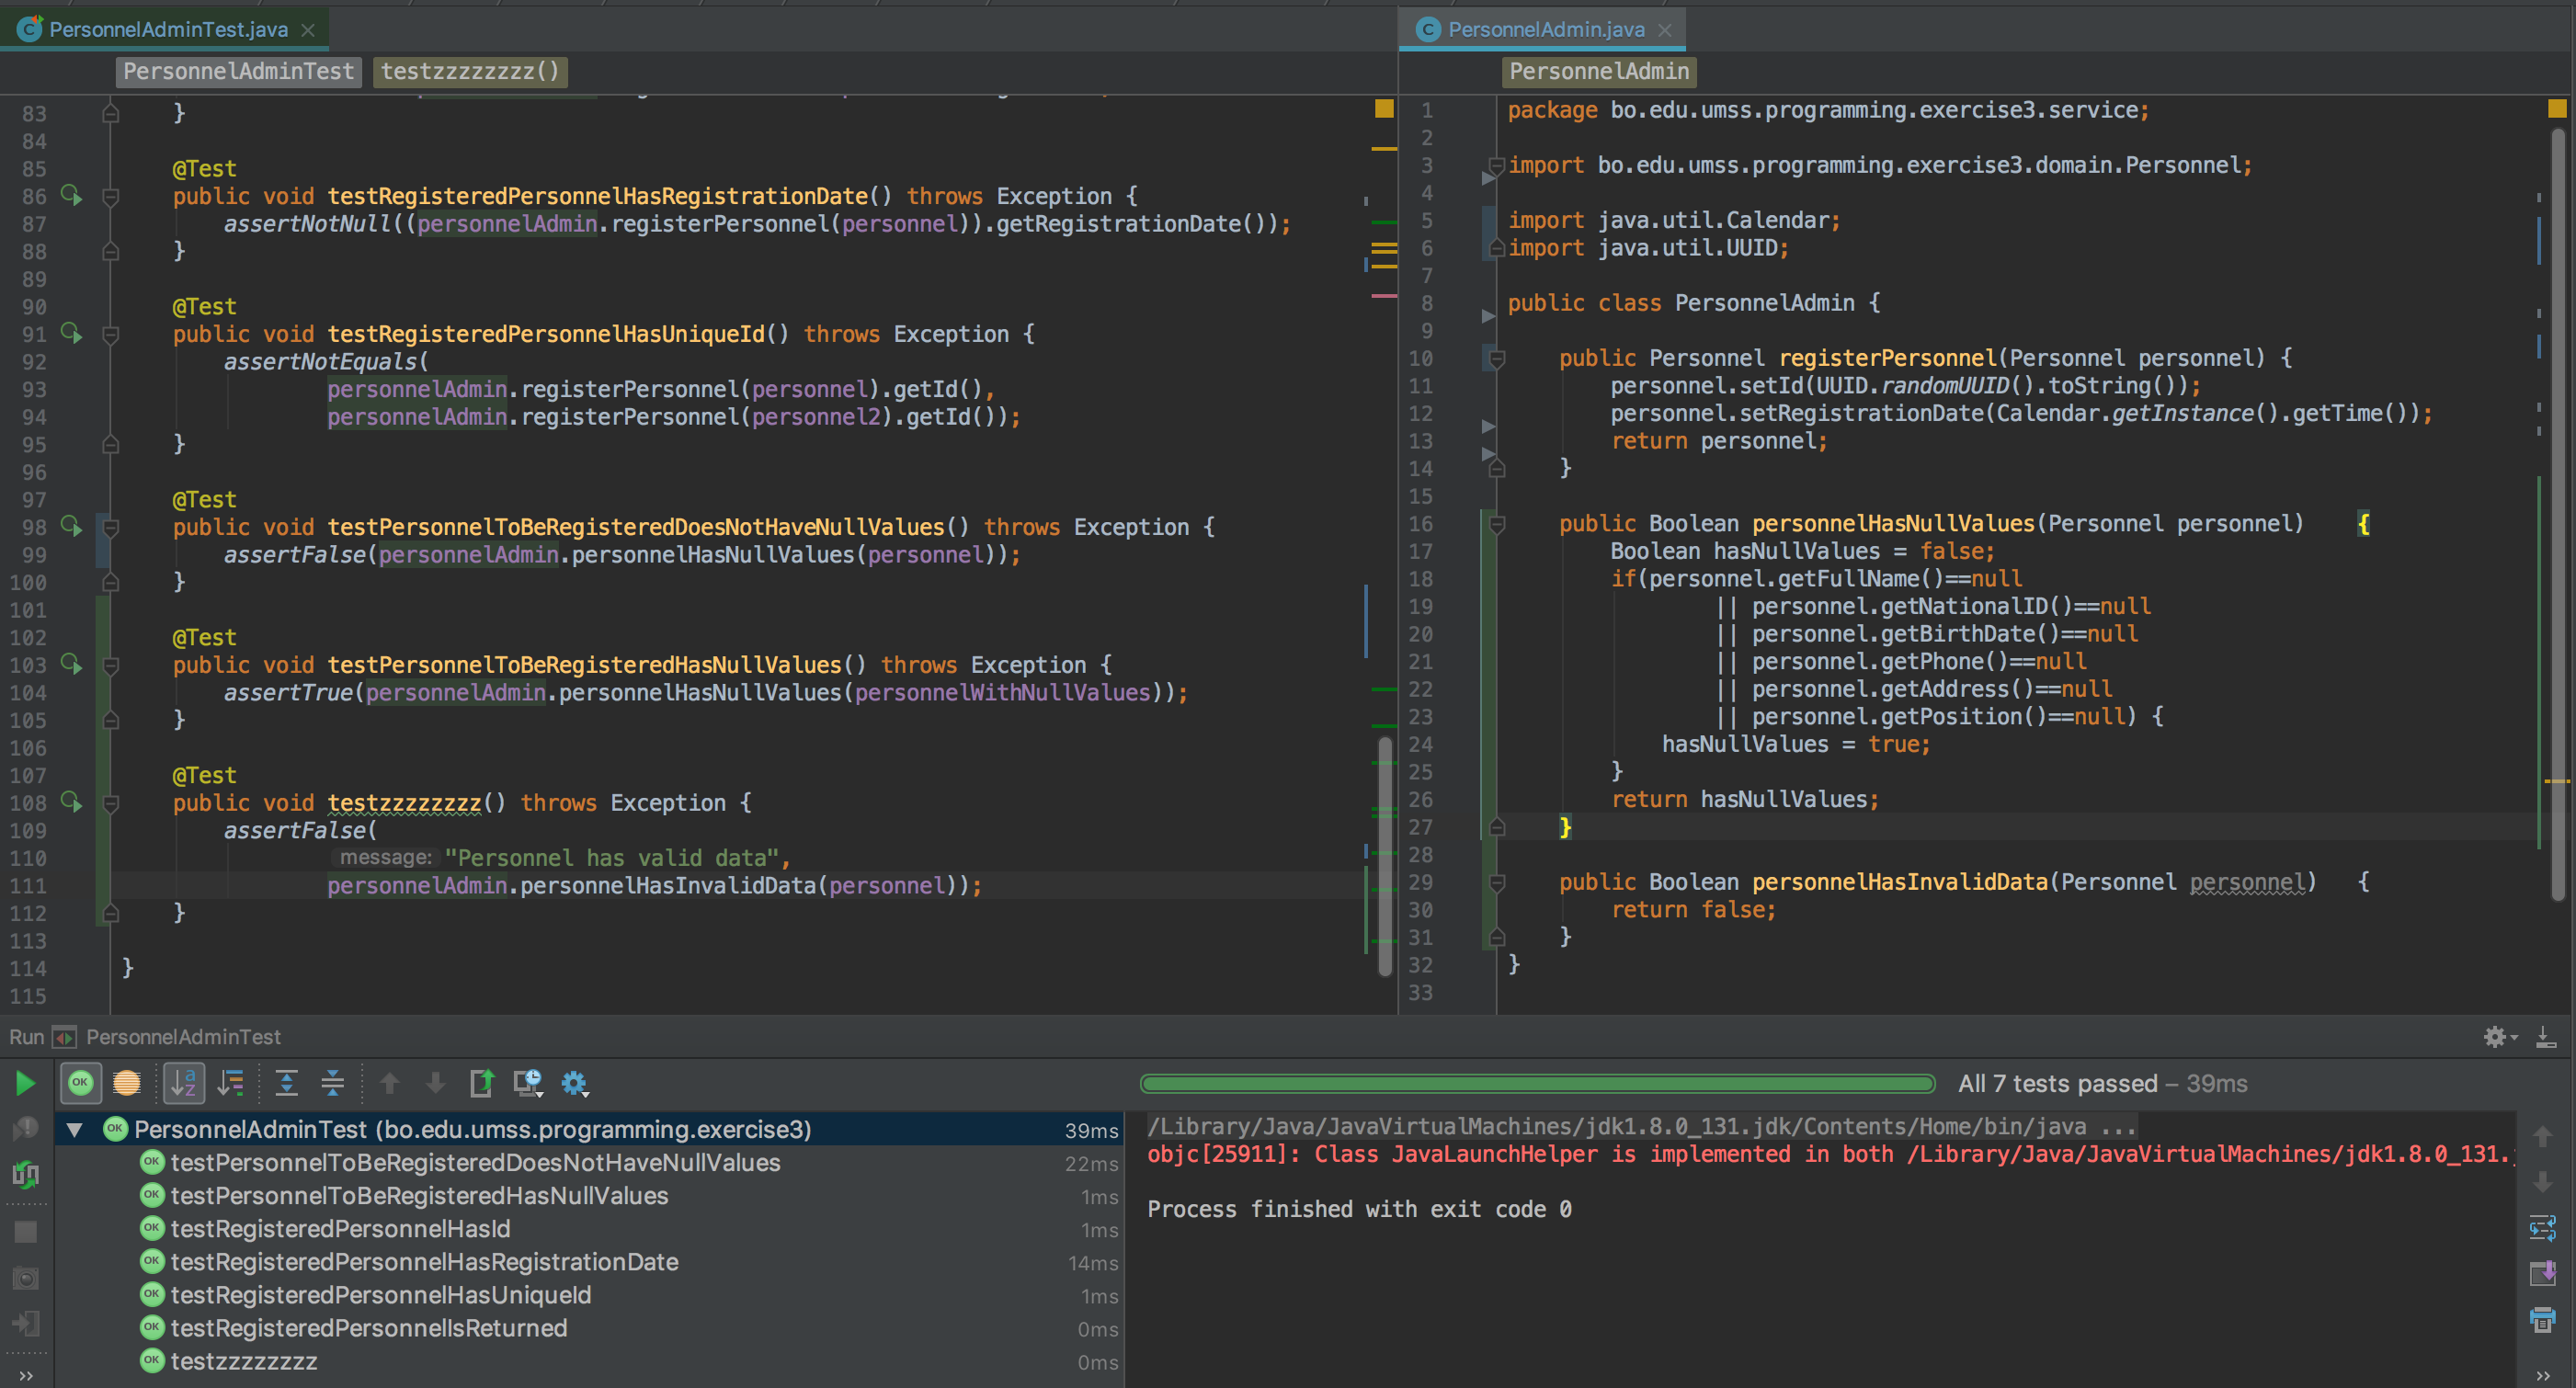 PersonnelAdminTest.java
PersonnelAdmin.java
PersonnelAdminTest testzzzzzzzz()
PersonnelAdmin
83 }
84
85 @Test
86 public void testRegisteredPersonnelHasRegistrationDate() throws Exception {
87 assertNotNull((personnelAdmin.registerPersonnel(personnel)).getRegistrationDate());
88 }
89
90 @Test
91 public void testRegisteredPersonnelHasUniqueId() throws Exception {
92 assertNotEquals(
93 personnelAdmin.registerPersonnel(personnel).getId(),
94 personnelAdmin.registerPersonnel(personnel2).getId());
95 }
96
97 @Test
98 public void testPersonnelToBeRegisteredDoesNotHaveNullValues() throws Exception {
99 assertFalse(personnelAdmin.personnelHasNullValues(personnel));
100 }
101
102 @Test
103 public void testPersonnelToBeRegisteredHasNullValues() throws Exception {
104 assertTrue(personnelAdmin.personnelHasNullValues(personnelWithNullValues));
105 }
106
107 @Test
108 public void testzzzzzzzz() throws Exception {
109 assertFalse(
110 message: "Personnel has valid data",
111 personnelAdmin.personnelHasInvalidData(personnel));
112 }
113
114 }
115
1 package bo.edu.umss.programming.exercise3.service;
2
3 import bo.edu.umss.programming.exercise3.domain.Personnel;
4
5 import java.util.Calendar;
6 import java.util.UUID;
7
8 public class PersonnelAdmin {
9
10 public Personnel registerPersonnel(Personnel personnel) {
11 personnel.setId(UUID.randomUUID().toString());
12 personnel.setRegistrationDate(Calendar.getInstance().getTime());
13 return personnel;
14 }
15
16 public Boolean personnelHasNullValues(Personnel personnel) {
17 Boolean hasNullValues = false;
18 if(personnel.getFullName()==null
19 || personnel.getNationalID()==null
20 || personnel.getBirthDate()==null
21 || personnel.getPhone()==null
22 || personnel.getAddress()==null
23 || personnel.getPosition()==null) {
24 hasNullValues = true;
25 }
26 return hasNullValues;
27 }
28
29 public Boolean personnelHasInvalidData(Personnel personnel) {
30 return false;
31 }
32 }
33
Run PersonnelAdminTest
All 7 tests passed – 39ms
OK PersonnelAdminTest (bo.edu.umss.programming.exercise3) 39ms
OK testPersonnelToBeRegisteredDoesNotHaveNullValues 22ms
OK testPersonnelToBeRegisteredHasNullValues 1ms
OK testRegisteredPersonnelHasId 1ms
OK testRegisteredPersonnelHasRegistrationDate 14ms
OK testRegisteredPersonnelHasUniqueId 1ms
OK testRegisteredPersonnelIsReturned 0ms
OK testzzzzzzzz 0ms
/Library/Java/JavaVirtualMachines/jdk1.8.0_131.jdk/Contents/Home/bin/java ...
objc[25911]: Class JavaLaunchHelper is implemented in both /Library/Java/JavaVirtualMachines/jdk1.8.0_131.
Process finished with exit code 0